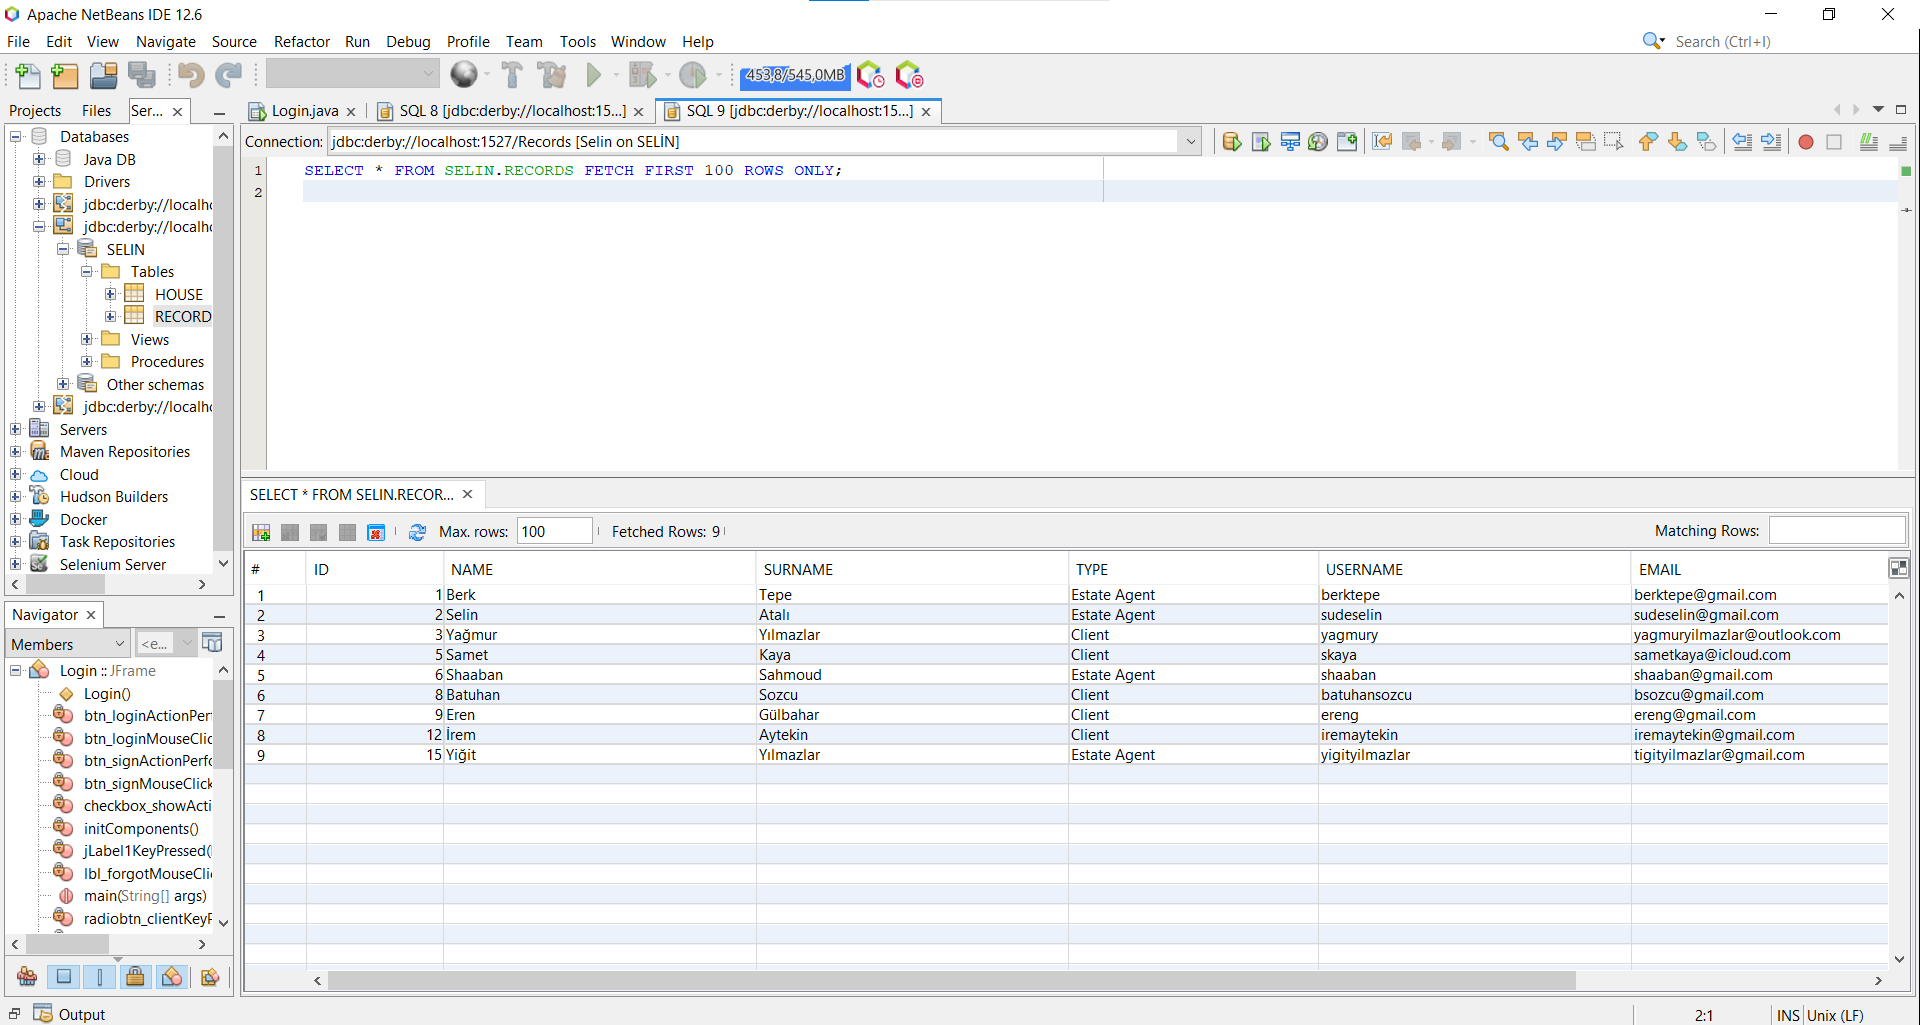 Apache NetBeans IDE 12.6
File Edit View Navigate Source Refactor Run Debug Profile Team Tools Window Help
Search (Ctrl+I)
453,8/545,0MB
Projects Files Ser...
Login.java SQL 8 [jdbc:derby://localhost:15...] SQL 9 [jdbc:derby://localhost:15...]
Connection: jdbc:derby://localhost:1527/Records [Selin on SELİN]
1 SELECT * FROM SELIN.RECORDS FETCH FIRST 100 ROWS ONLY;
2
Databases
Java DB
Drivers
jdbc:derby://localho
jdbc:derby://localho
SELIN
Tables
HOUSE
RECORD
Views
Procedures
Other schemas
jdbc:derby://localho
Servers
Maven Repositories
Cloud
Hudson Builders
Docker
Task Repositories
Selenium Server
Navigator
Members <e...
Login :: JFrame
Login()
btn_loginActionPerf
btn_loginMouseClic
btn_signActionPerfo
btn_signMouseClick
checkbox_showActi
initComponents()
jLabel1KeyPressed(
lbl_forgotMouseClic
main(String[] args)
radiobtn_clientKeyP
SELECT * FROM SELIN.RECOR...
Max. rows: 100 Fetched Rows: 9 Matching Rows:
# ID NAME SURNAME TYPE USERNAME EMAIL
1 1 Berk Tepe Estate Agent berktepe berktepe@gmail.com
2 2 Selin Atalı Estate Agent sudeselin sudeselin@gmail.com
3 3 Yağmur Yılmazlar Client yagmury yagmuryilmazlar@outlook.com
4 5 Samet Kaya Client skaya sametkaya@icloud.com
5 6 Shaaban Sahmoud Estate Agent shaaban shaaban@gmail.com
6 8 Batuhan Sozcu Client batuhansozcu bsozcu@gmail.com
7 9 Eren Gülbahar Client ereng ereng@gmail.com
8 12 İrem Aytekin Client iremaytekin iremaytekin@gmail.com
9 15 Yiğit Yılmazlar Estate Agent yigityilmazlar tigityilmazlar@gmail.com
Output
2:1 INS Unix (LF)